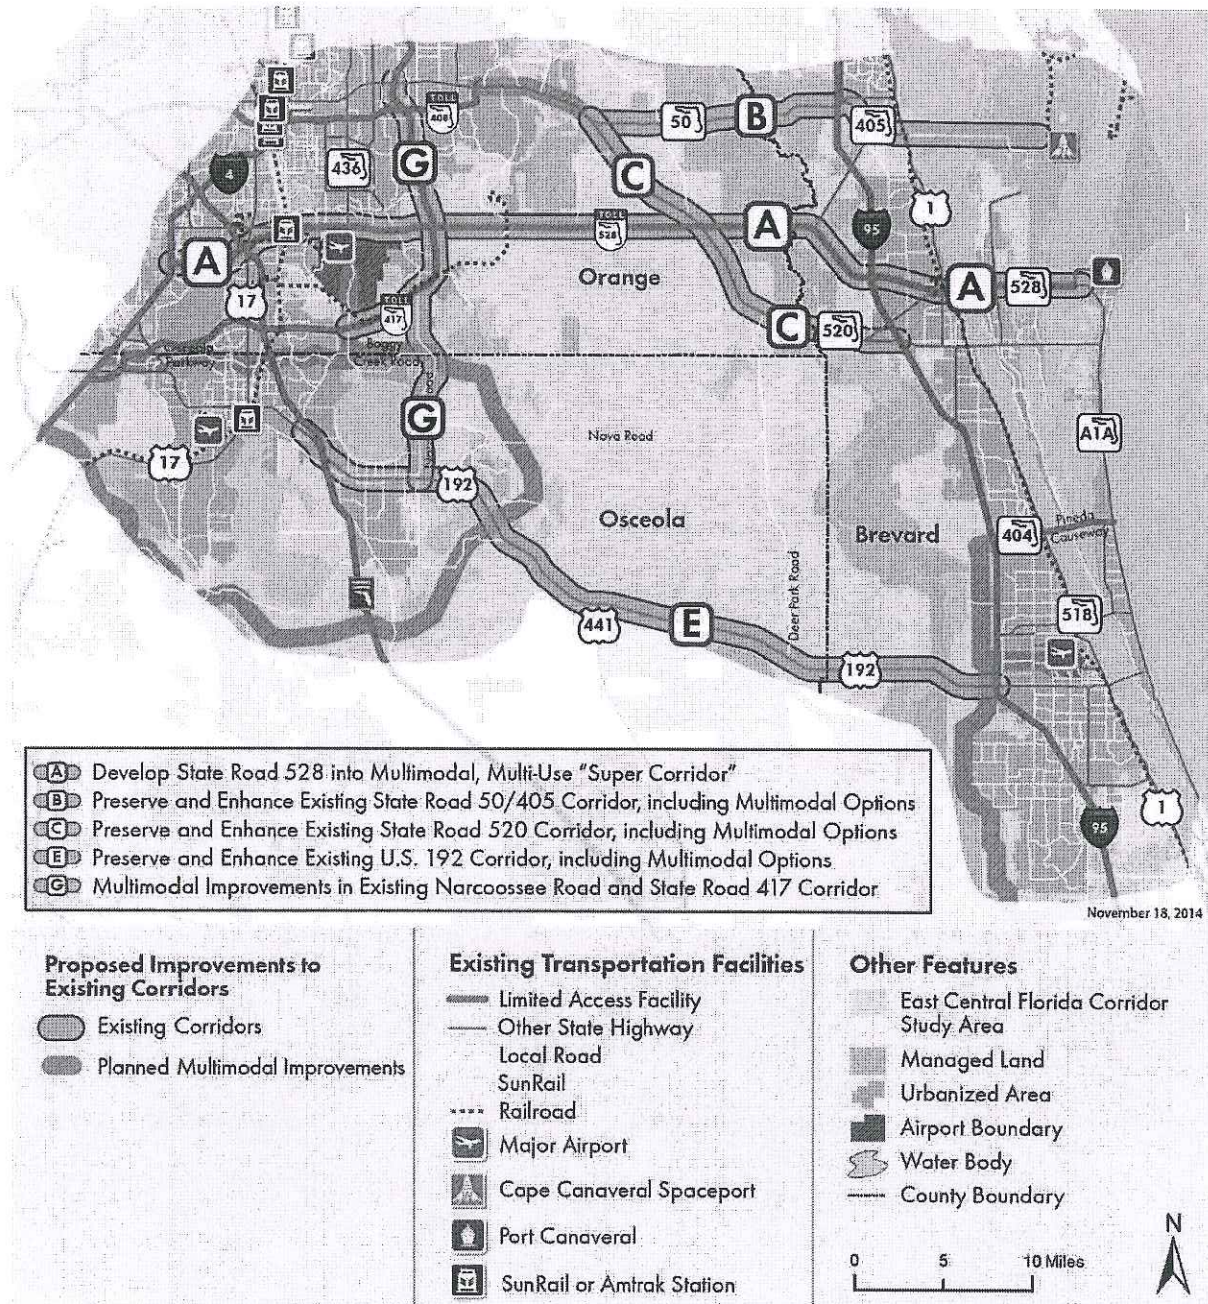 TOLL
408
50
B
405
436
G
C
4
1
TOLL
528
A
95
A
Orange
A
528
17
TOLL
417
C
520
Parkway
Boggy
Creek Road
G
Nova Road
A1A
17
192
Osceola
Brevard
404
Pineda
Causeway
Deer Park Road
518
441
E
192
A Develop State Road 528 into Multimodal, Multi-Use "Super Corridor"
B Preserve and Enhance Existing State Road 50/405 Corridor, including Multimodal Options
C Preserve and Enhance Existing State Road 520 Corridor, including Multimodal Options
E Preserve and Enhance Existing U.S. 192 Corridor, including Multimodal Options
G Multimodal Improvements in Existing Narcoossee Road and State Road 417 Corridor
1
95
November 18, 2014
Proposed Improvements to
Existing Corridors
Existing Corridors
Planned Multimodal Improvements
Existing Transportation Facilities
Limited Access Facility
Other State Highway
Local Road
SunRail
Railroad
Major Airport
Cape Canaveral Spaceport
Port Canaveral
SunRail or Amtrak Station
Other Features
East Central Florida Corridor
Study Area
Managed Land
Urbanized Area
Airport Boundary
Water Body
County Boundary
N
0 5 10 Miles